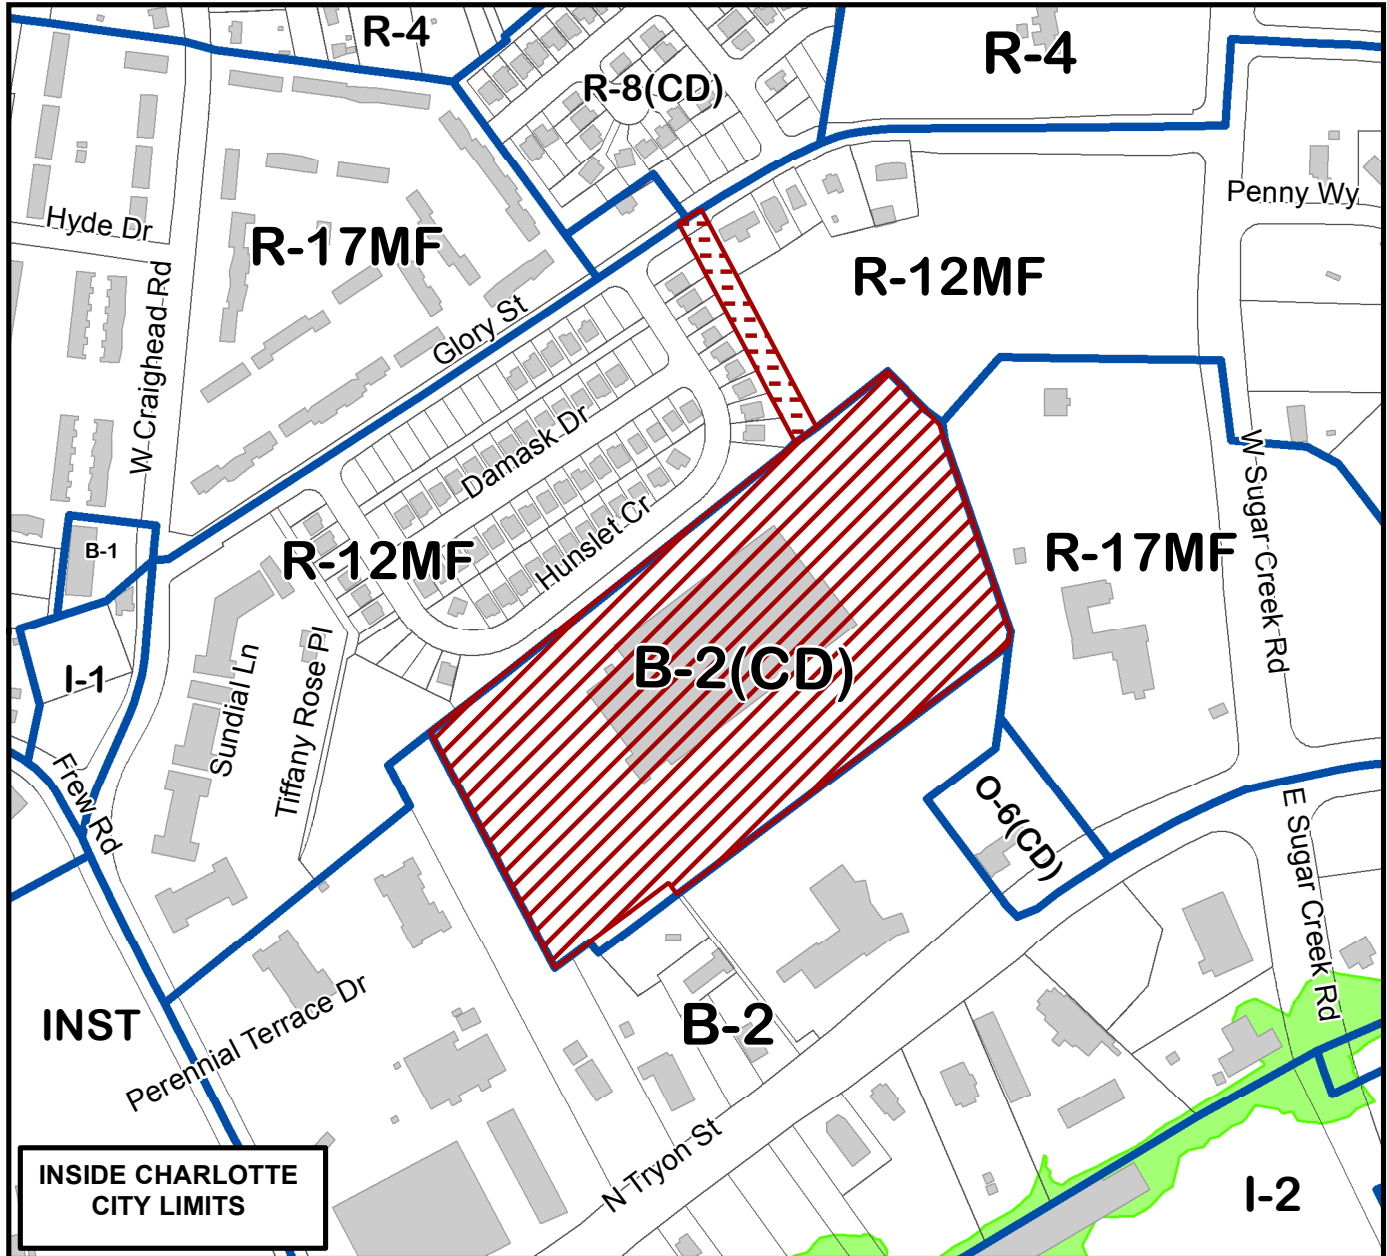 R-4
R-4
R-8(CD)
Penny Wy
Hyde Dr
R-17MF
R-12MF
W Craighead Rd
Glory St
Damask Dr
W Sugar Creek Rd
Hunslet Cr
B-1
R-12MF
R-17MF
I-1
Sundial Ln
Tiffany Rose Pl
B-2(CD)
Frew Rd
O-6(CD)
E Sugar Creek Rd
INST
Perennial Terrace Dr
B-2
N Tryon St
I-2
INSIDE CHARLOTTE
CITY LIMITS